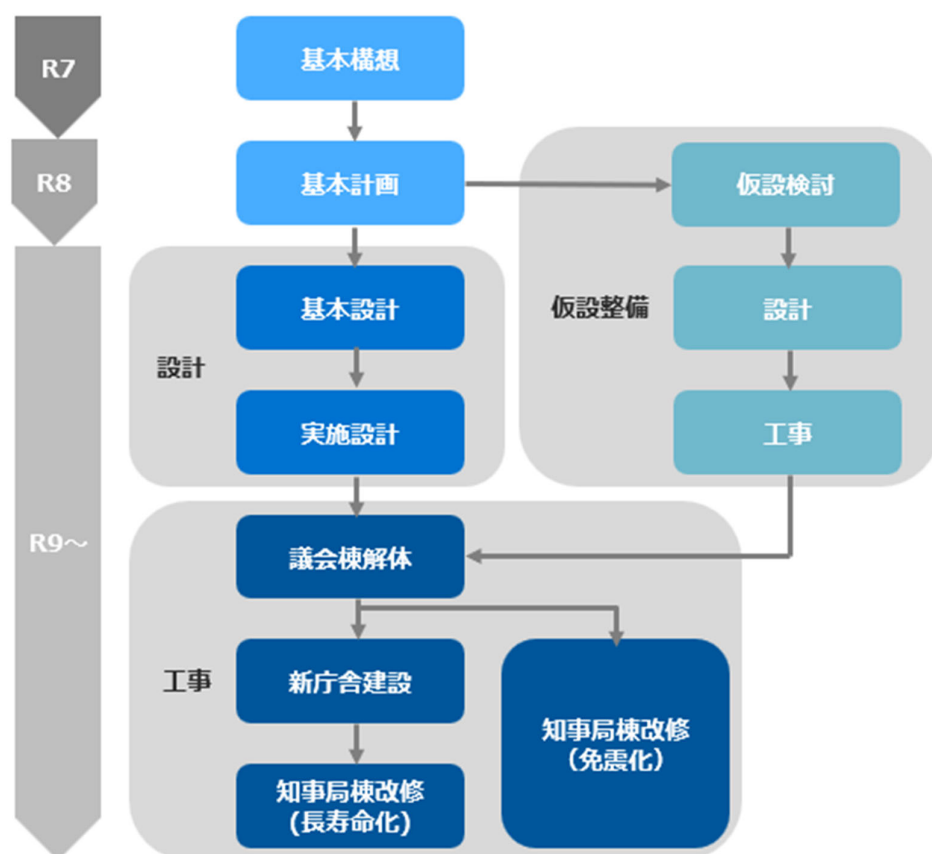 R7
基本構想
R8
基本計画
仮設検討
基本設計
仮設整備
設計
設計
実施設計
工事
R9～
議会棟解体
工事
新庁舎建設
知事局棟改修
（免震化）
知事局棟改修
(長寿命化)